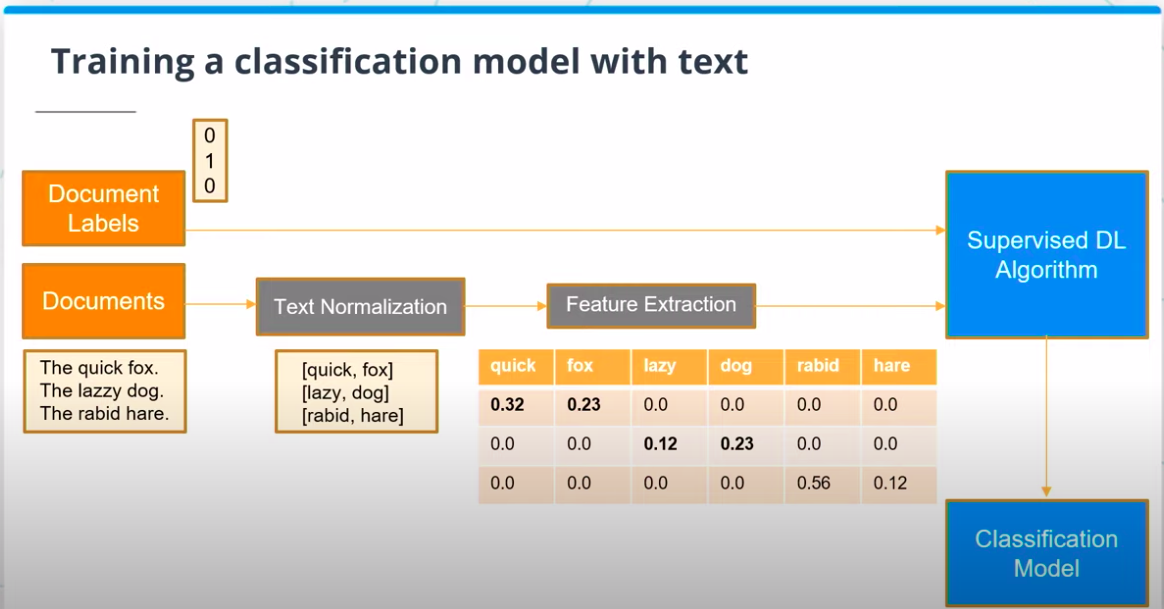 Training a classification model with text
0
1
0
Document
Labels
Documents
Text Normalization
Feature Extraction
Supervised DL
Algorithm
The quick fox.
The lazzy dog.
The rabid hare.
[quick, fox]
[lazy, dog]
[rabid, hare]
quick fox lazy dog rabid hare
0.32 0.23 0.0 0.0 0.0 0.0
0.0 0.0 0.12 0.23 0.0 0.0
0.0 0.0 0.0 0.0 0.56 0.12
Classification
Model